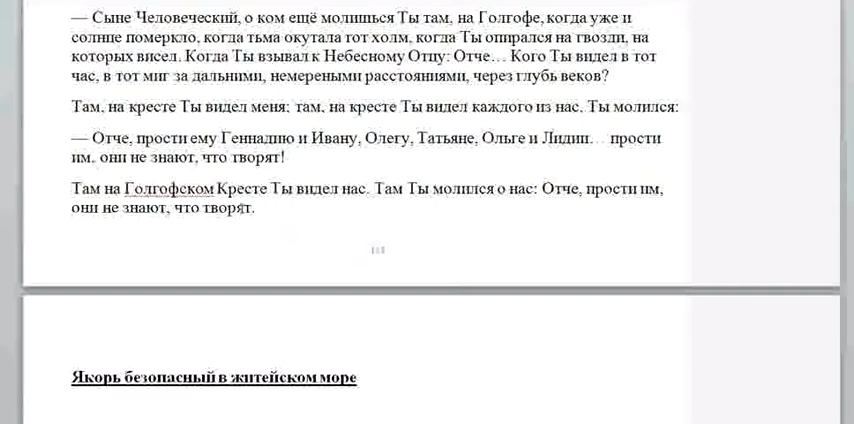 — Сыне Человеческий, о ком ещё молишься Ты там, на Голгофе, когда уже и
солнце померкло, когда тьма окутала тот холм, когда Ты опирался на гвозди, на
которых висел. Когда Ты взывал к Небесному Отцу: Отче… Кого Ты видел в тот
час, в тот миг за дальними, немереными расстояниями, через глубь веков?
Там, на кресте Ты видел меня; там, на кресте Ты видел каждого из нас. Ты молился:
— Отче, прости ему Геннадию и Ивану, Олегу, Татьяне, Ольге и Лидии… прости
им, они не знают, что творят!
Там на Голгофском Кресте Ты видел нас. Там Ты молился о нас: Отче, прости им,
они не знают, что творят.
Якорь безопасный в житейском море